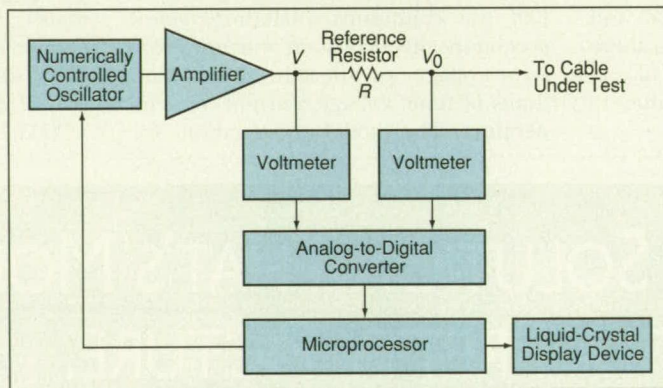 Numerically
Controlled
Oscillator
Amplifier
V
Reference
Resistor
R
V0
To Cable
Under Test
Voltmeter
Voltmeter
Analog-to-Digital
Converter
Microprocessor
Liquid-Crystal
Display Device